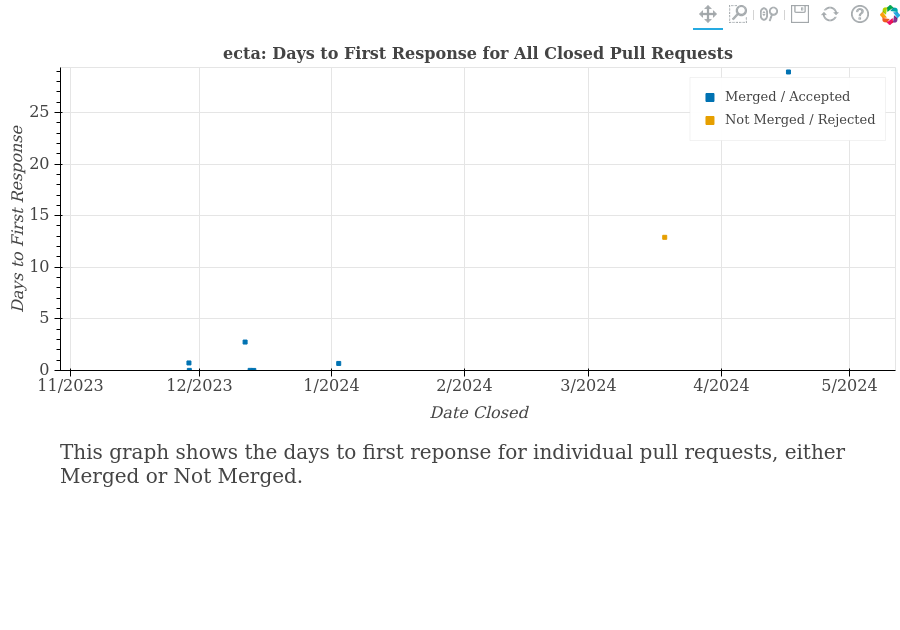 ecta: Days to First Response for All Closed Pull Requests
Merged / Accepted
Not Merged / Rejected
Days to First Response
25
20
15
10
5
0
11/2023 12/2023 1/2024 2/2024 3/2024 4/2024 5/2024
Date Closed
This graph shows the days to first reponse for individual pull requests, either
Merged or Not Merged.